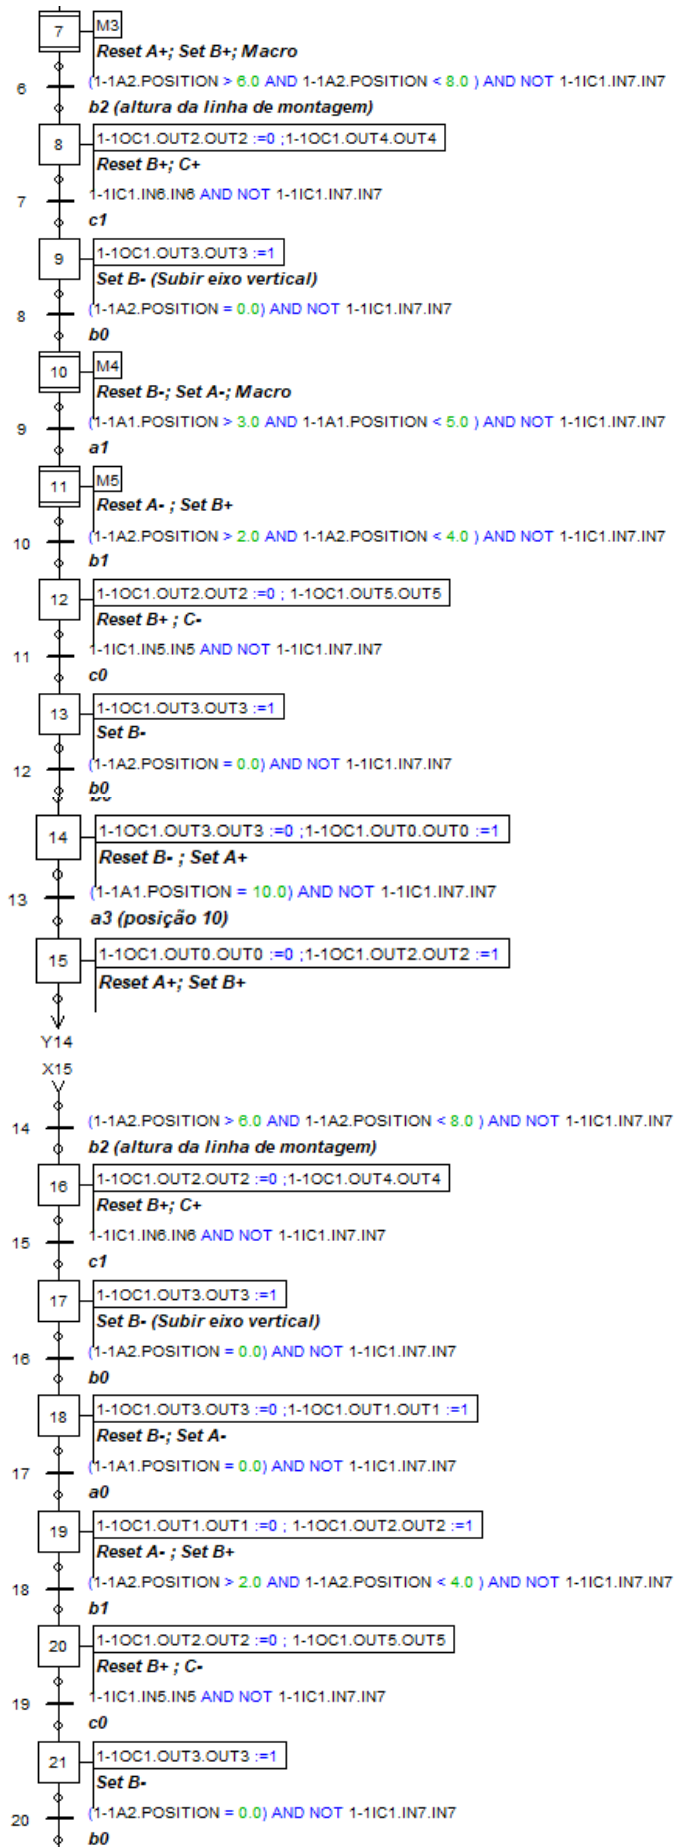 7 M3
Reset A+; Set B+; Macro
6 (1-1A2.POSITION > 6.0 AND 1-1A2.POSITION < 8.0 ) AND NOT 1-1IC1.IN7.IN7
b2 (altura da linha de montagem)
8 1-1OC1.OUT2.OUT2 :=0 ;1-1OC1.OUT4.OUT4
Reset B+; C+
7 1-1IC1.IN6.IN6 AND NOT 1-1IC1.IN7.IN7
c1
9 1-1OC1.OUT3.OUT3 :=1
Set B- (Subir eixo vertical)
8 (1-1A2.POSITION = 0.0) AND NOT 1-1IC1.IN7.IN7
b0
10 M4
Reset B-; Set A-; Macro
9 (1-1A1.POSITION > 3.0 AND 1-1A1.POSITION < 5.0 ) AND NOT 1-1IC1.IN7.IN7
a1
11 M5
Reset A- ; Set B+
10 (1-1A2.POSITION > 2.0 AND 1-1A2.POSITION < 4.0 ) AND NOT 1-1IC1.IN7.IN7
b1
12 1-1OC1.OUT2.OUT2 :=0 ; 1-1OC1.OUT5.OUT5
Reset B+ ; C-
11 1-1IC1.IN5.IN5 AND NOT 1-1IC1.IN7.IN7
c0
13 1-1OC1.OUT3.OUT3 :=1
Set B-
12 (1-1A2.POSITION = 0.0) AND NOT 1-1IC1.IN7.IN7
b0
14 1-1OC1.OUT3.OUT3 :=0 ;1-1OC1.OUT0.OUT0 :=1
Reset B- ; Set A+
13 (1-1A1.POSITION = 10.0) AND NOT 1-1IC1.IN7.IN7
a3 (posição 10)
15 1-1OC1.OUT0.OUT0 :=0 ;1-1OC1.OUT2.OUT2 :=1
Reset A+; Set B+
Y14
X15
14 (1-1A2.POSITION > 6.0 AND 1-1A2.POSITION < 8.0 ) AND NOT 1-1IC1.IN7.IN7
b2 (altura da linha de montagem)
16 1-1OC1.OUT2.OUT2 :=0 ;1-1OC1.OUT4.OUT4
Reset B+; C+
15 1-1IC1.IN6.IN6 AND NOT 1-1IC1.IN7.IN7
c1
17 1-1OC1.OUT3.OUT3 :=1
Set B- (Subir eixo vertical)
16 (1-1A2.POSITION = 0.0) AND NOT 1-1IC1.IN7.IN7
b0
18 1-1OC1.OUT3.OUT3 :=0 ;1-1OC1.OUT1.OUT1 :=1
Reset B-; Set A-
17 (1-1A1.POSITION = 0.0) AND NOT 1-1IC1.IN7.IN7
a0
19 1-1OC1.OUT1.OUT1 :=0 ; 1-1OC1.OUT2.OUT2 :=1
Reset A- ; Set B+
18 (1-1A2.POSITION > 2.0 AND 1-1A2.POSITION < 4.0 ) AND NOT 1-1IC1.IN7.IN7
b1
20 1-1OC1.OUT2.OUT2 :=0 ; 1-1OC1.OUT5.OUT5
Reset B+ ; C-
19 1-1IC1.IN5.IN5 AND NOT 1-1IC1.IN7.IN7
c0
21 1-1OC1.OUT3.OUT3 :=1
Set B-
20 (1-1A2.POSITION = 0.0) AND NOT 1-1IC1.IN7.IN7
b0